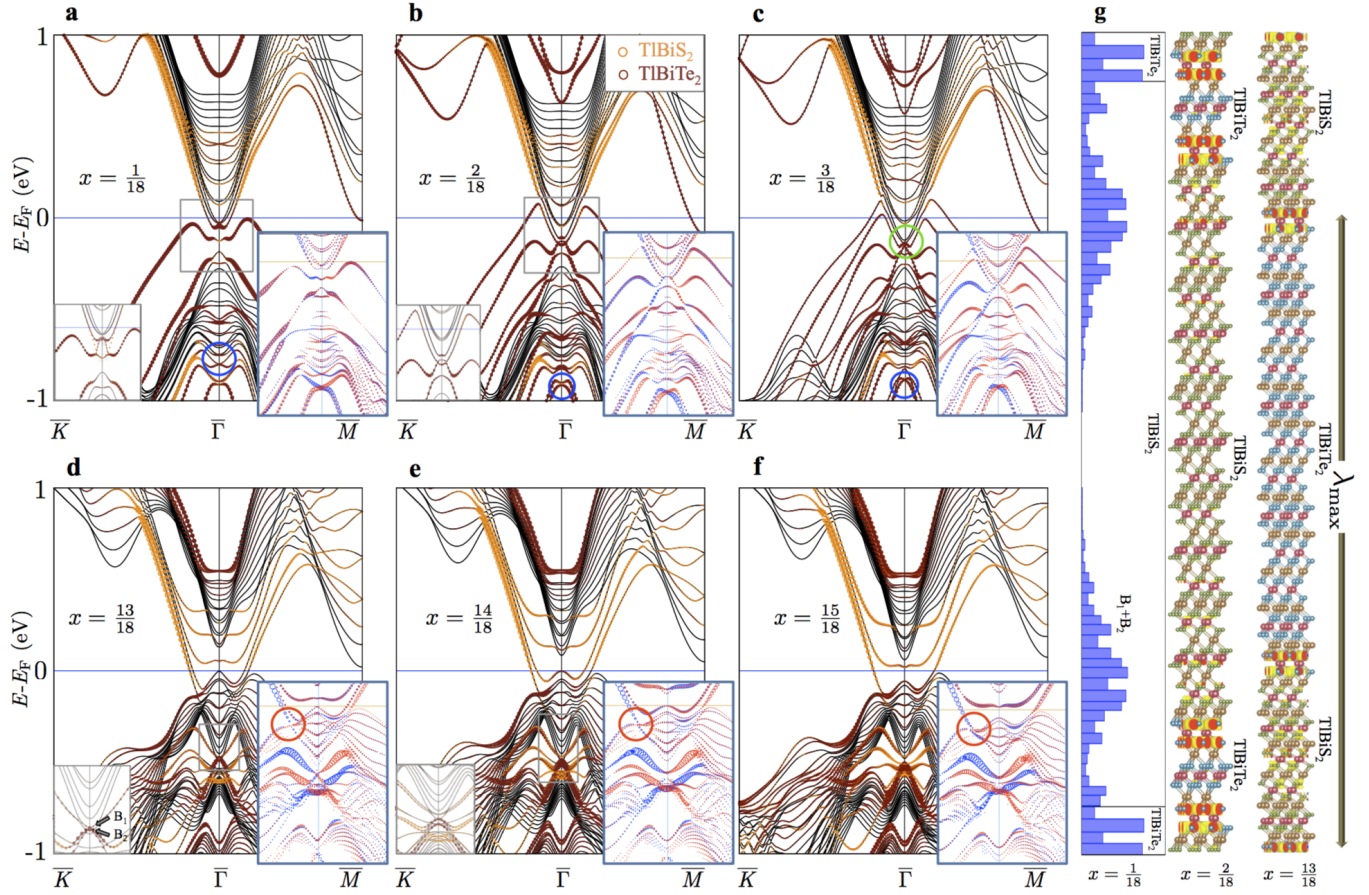 a
b
c
g
1
TlBiS₂
TlBiTe₂
x = 1/18
x = 2/18
x = 3/18
E-E_F (eV)
0
-1
K̅
Γ̅
M̅
K̅
Γ̅
M̅
K̅
Γ̅
M̅
d
e
f
1
x = 13/18
x = 14/18
x = 15/18
E-E_F (eV)
0
B₁
B₂
-1
K̅
Γ̅
M̅
K̅
Γ̅
M̅
K̅
Γ̅
M̅
TlBiTe₂
TlBiS₂
B₁+B₂
TlBiTe₂
x = 1/18
TlBiTe₂
TlBiS₂
TlBiTe₂
x = 2/18
TlBiS₂
TlBiTe₂
TlBiS₂
x = 13/18
λmax